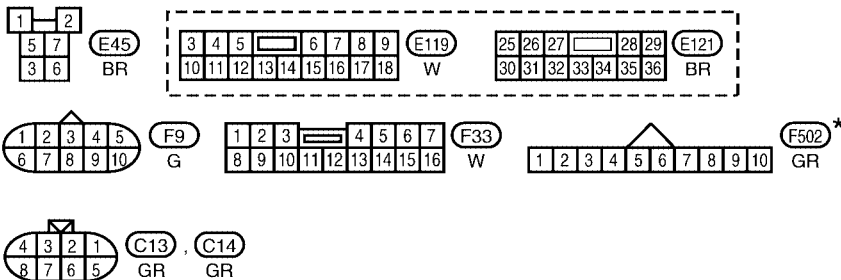 1 2 5 7 3 6 E45 BR
3 4 5 6 7 8 9 10 11 12 13 14 15 16 17 18 E119 W
25 26 27 28 29 30 31 32 33 34 35 36 E121 BR
1 2 3 4 5 6 7 8 9 10 F9 G
1 2 3 4 5 6 7 8 9 10 11 12 13 14 15 16 F33 W
1 2 3 4 5 6 7 8 9 10 F502 * GR
4 3 2 1 8 7 6 5 C13 GR , C14 GR